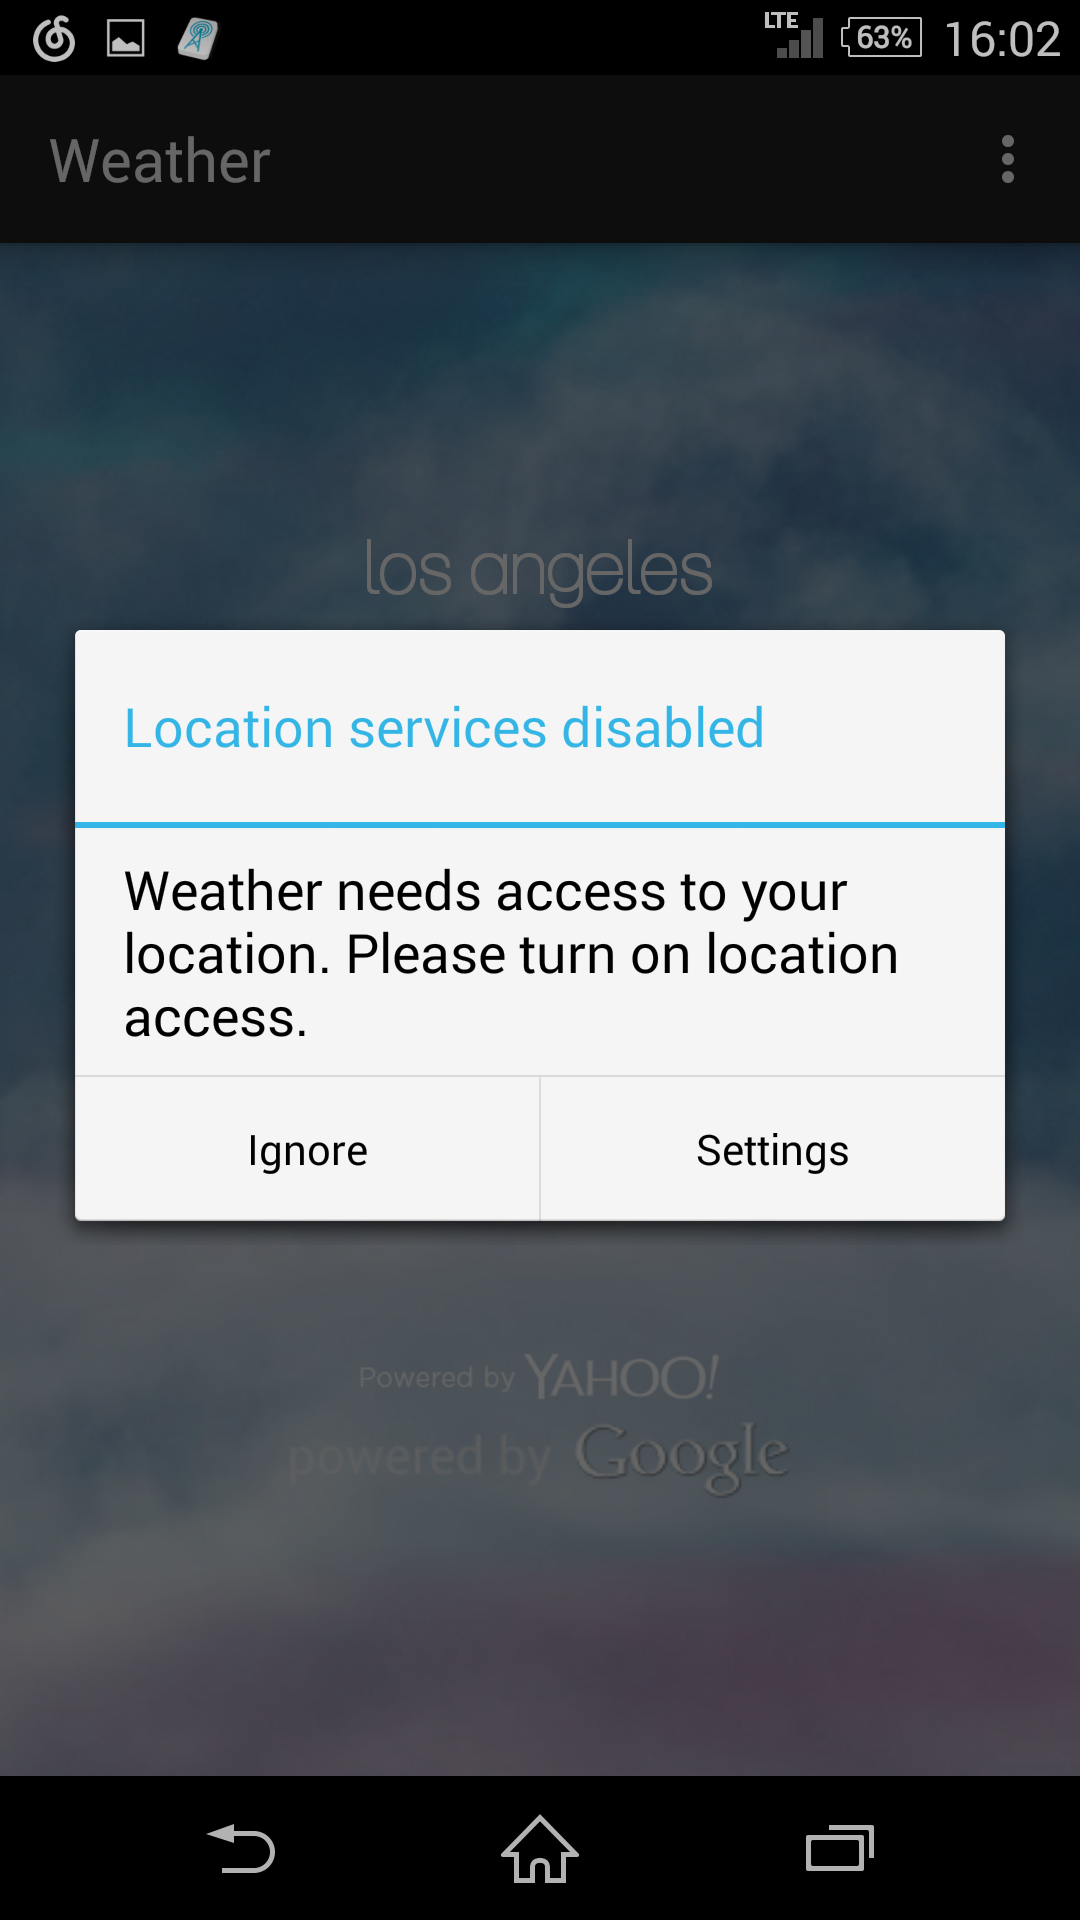 LTE 63% 16:02
Weather
los angeles
Location services disabled
Weather needs access to your
location. Please turn on location
access.
Ignore Settings
Powered by YAHOO!
powered by Google